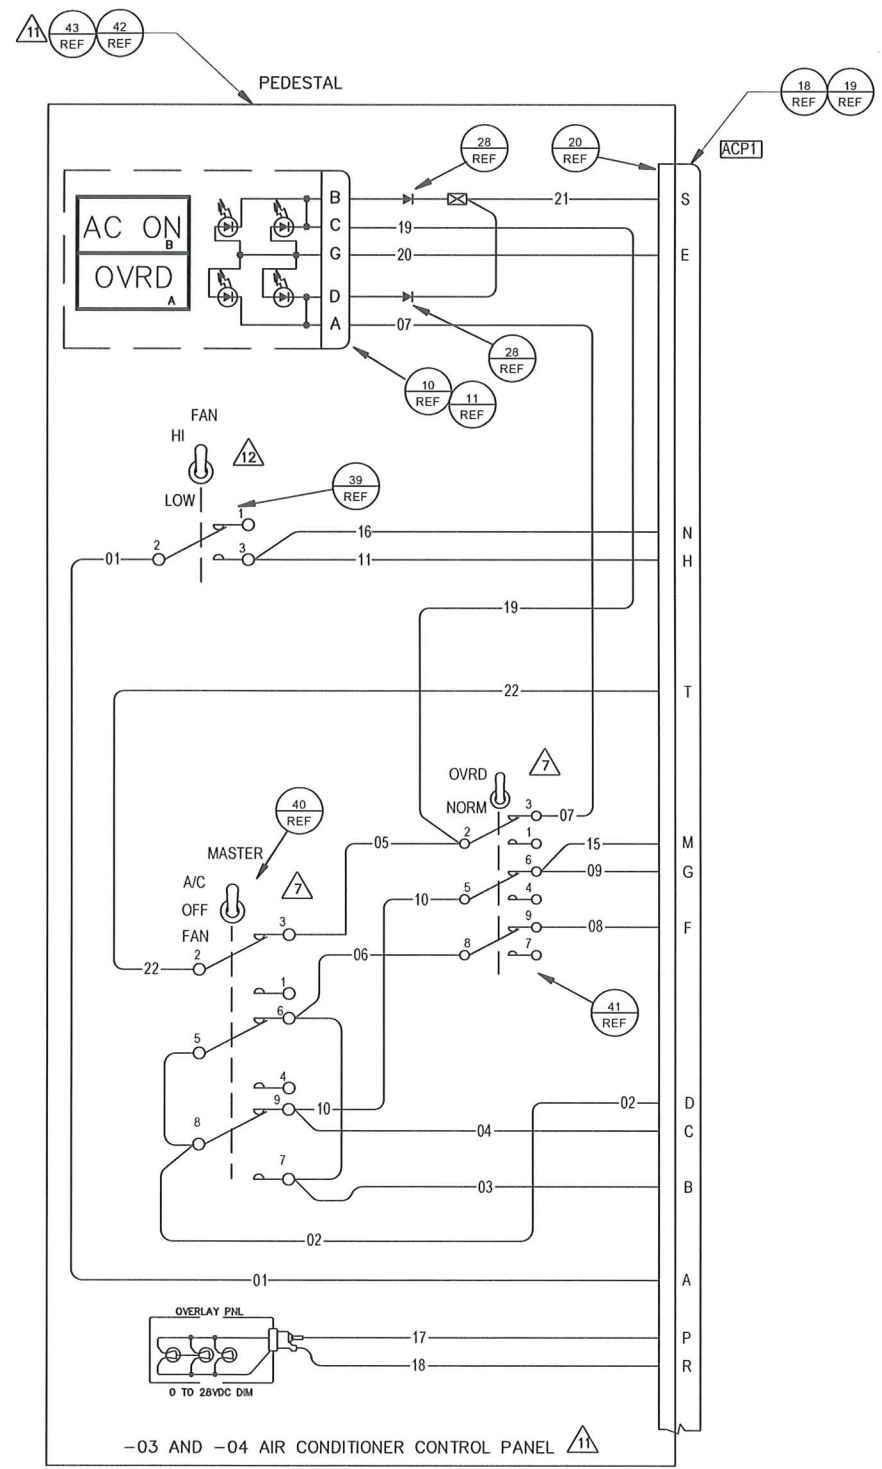 11 43 REF 42 REF
PEDESTAL
18 REF 19 REF
ACP1
28 REF
20 REF
AC ON B
OVRD A
B 21 S
C 19
G 20 E
D
A 07
28 REF
10 REF 11 REF
FAN
HI
12
LOW
39 REF
1
16 N
01 2 3 11 H
19
22 T
OVRD 7
NORM 3 07
40 REF
2 1 15 M
05
MASTER
6 09 G
A/C 7
5 4
10
OFF
3 9 08 F
FAN
2 8 7
22 06
1
41 REF
6
5
4
9 10 02 D
8 04 C
7
03 B
02
01 A
OVERLAY PNL
17 P
18 R
0 TO 28VDC DIM
-03 AND -04 AIR CONDITIONER CONTROL PANEL 11